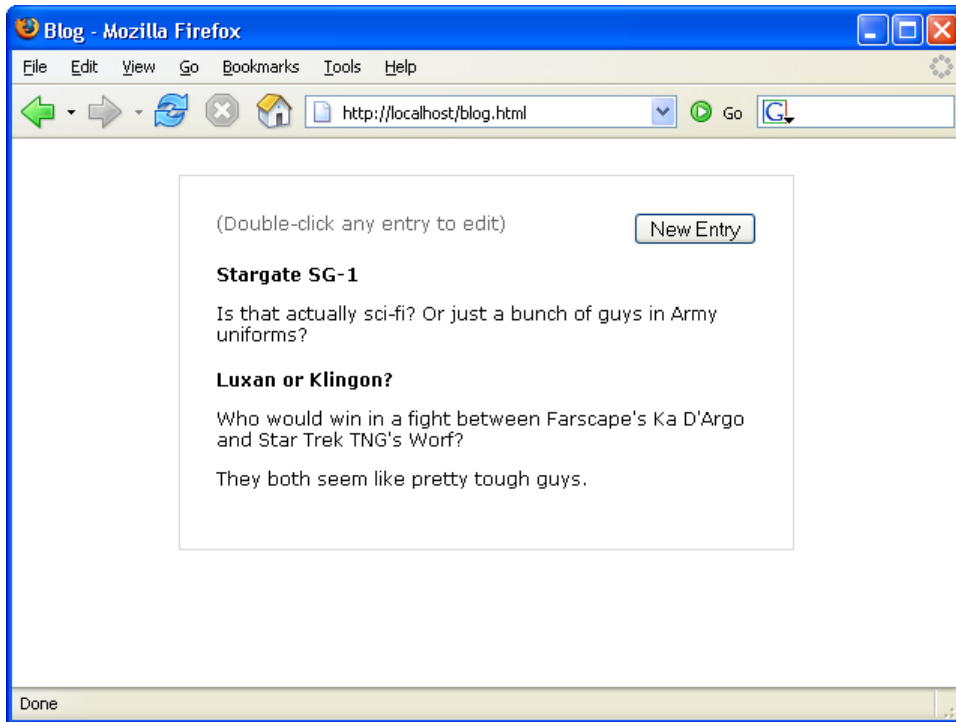 Blog - Mozilla Firefox
File Edit View Go Bookmarks Tools Help
http://localhost/blog.html Go G
(Double-click any entry to edit) New Entry
Stargate SG-1
Is that actually sci-fi? Or just a bunch of guys in Army
uniforms?
Luxan or Klingon?
Who would win in a fight between Farscape's Ka D'Argo
and Star Trek TNG's Worf?
They both seem like pretty tough guys.
Done